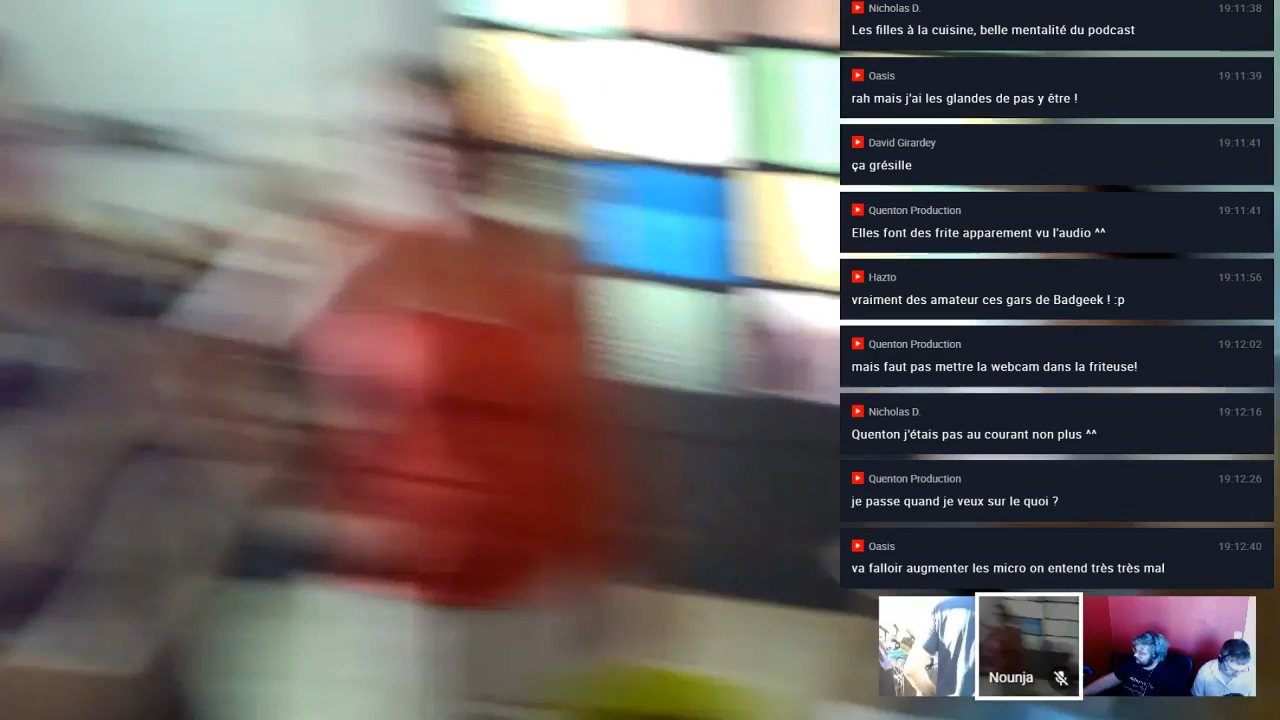 Nicholas D. 19:11:38
Les filles à la cuisine, belle mentalité du podcast
Oasis 19:11:39
rah mais j'ai les glandes de pas y être !
David Girardey 19:11:41
ça grésille
Quenton Production 19:11:41
Elles font des frite apparement vu l'audio ^^
Hazto 19:11:56
vraiment des amateur ces gars de Badgeek ! :p
Quenton Production 19:12:02
mais faut pas mettre la webcam dans la friteuse!
Nicholas D. 19:12:16
Quenton j'étais pas au courant non plus ^^
Quenton Production 19:12:26
je passe quand je veux sur le quoi ?
Oasis 19:12:40
va falloir augmenter les micro on entend très très mal
Nounja